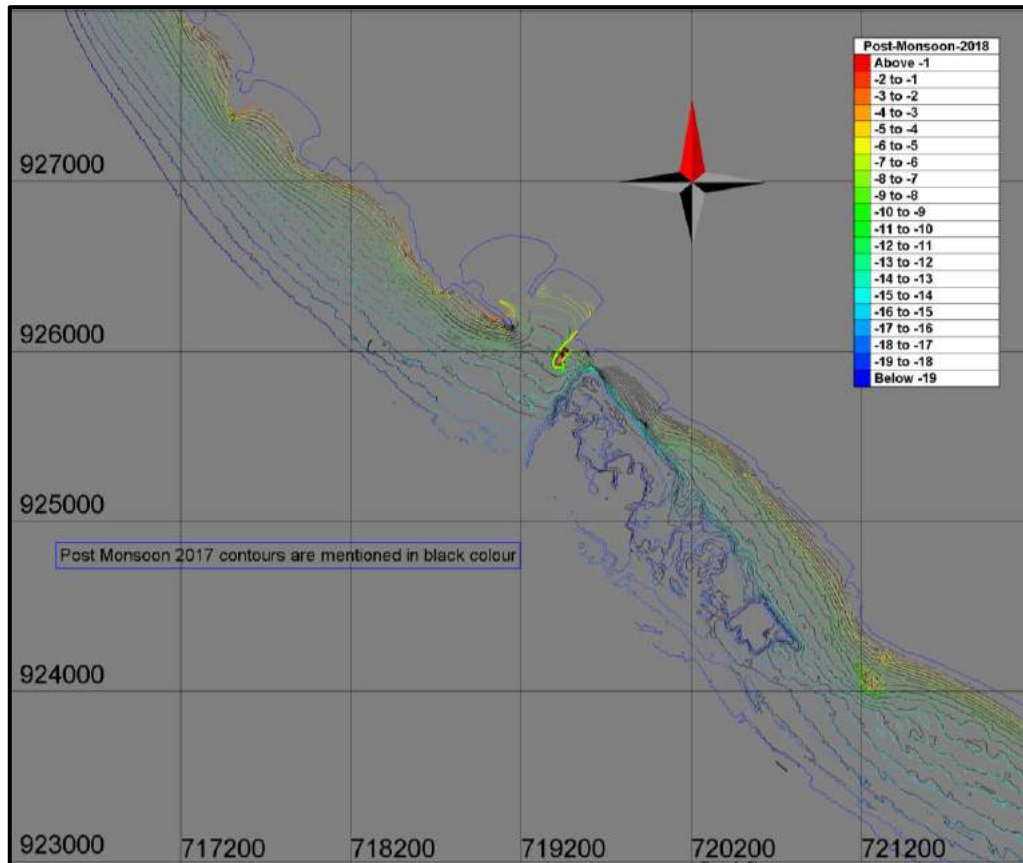 Post-Monsoon-2018
Above -1
-2 to -1
-3 to -2
-4 to -3
-5 to -4
-6 to -5
-7 to -6
-8 to -7
-9 to -8
-10 to -9
-11 to -10
-12 to -11
-13 to -12
-14 to -13
-15 to -14
-16 to -15
-17 to -16
-18 to -17
-19 to -18
Below -19
927000
926000
925000
Post Monsoon 2017 contours are mentioned in black colour
924000
923000
717200
718200
719200
720200
721200